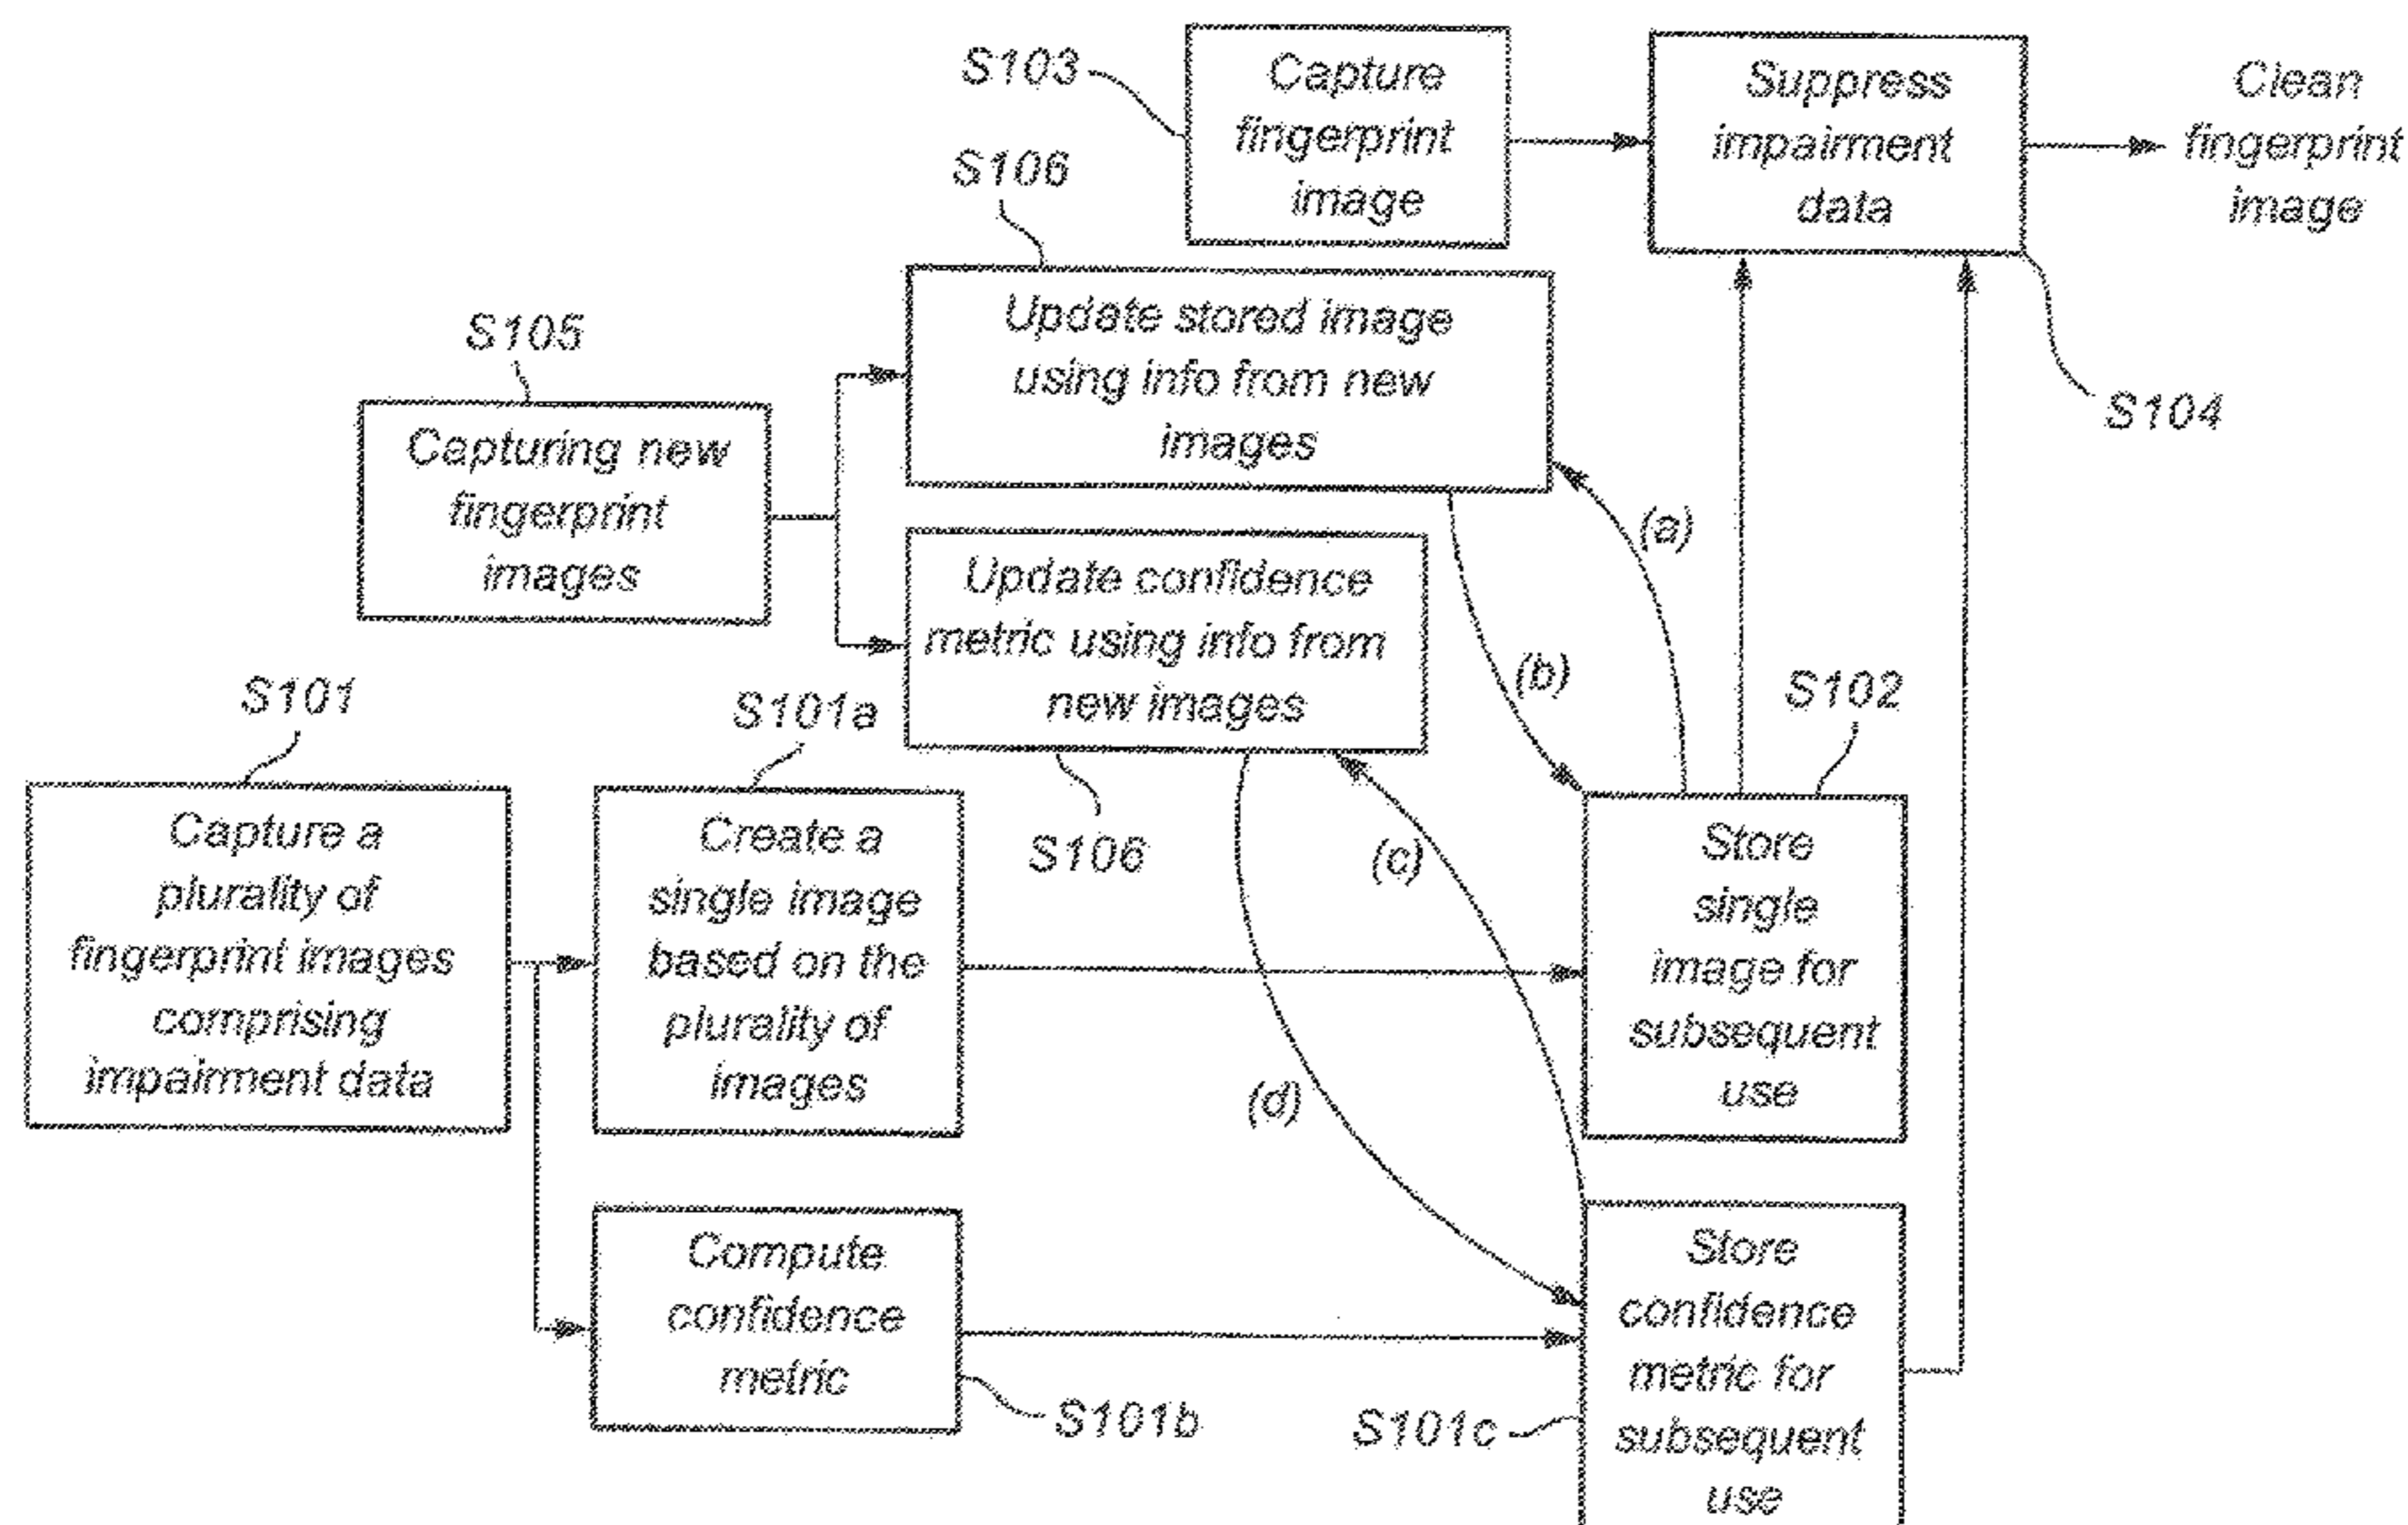 S103
Capture
fingerprint
image
Suppress
impairment
data
Clean
fingerprint
image
S106
Update stored image
using info from new
images
S104
S105
Capturing new
fingerprint
images
(a)
Update confidence
metric using info from
new images
(b)
S106
S101
Capture a
plurality of
fingerprint images
comprising
impairment data
S101a
Create a
single image
based on the
plurality of
images
(c)
(d)
S102
Store
single
image for
subsequent
use
Compute
confidence
metric
S101b
S101c
Store
confidence
metric for
subsequent
use